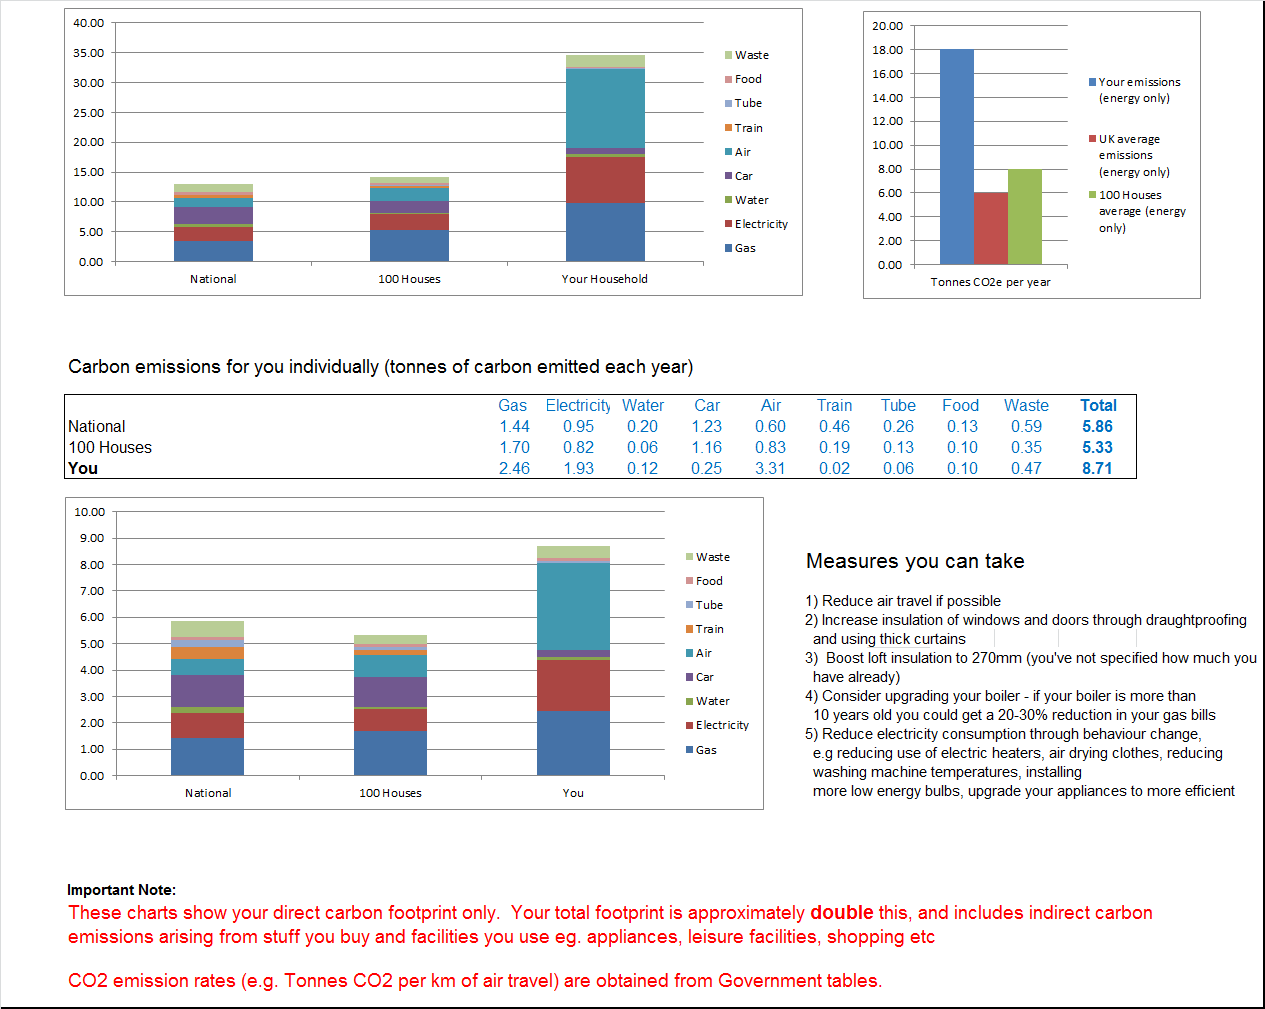 40.00
35.00
30.00
25.00
20.00
15.00
10.00
5.00
0.00
National 100 Houses Your Household
Waste
Food
Tube
Train
Air
Car
Water
Electricity
Gas
20.00
18.00
16.00
14.00
12.00
10.00
8.00
6.00
4.00
2.00
0.00
Tonnes CO2e per year
Your emissions
(energy only)
UK average
emissions
(energy only)
100 Houses
average (energy
only)
Carbon emissions for you individually (tonnes of carbon emitted each year)
Gas Electricity Water Car Air Train Tube Food Waste Total
National 1.44 0.95 0.20 1.23 0.60 0.46 0.26 0.13 0.59 5.86
100 Houses 1.70 0.82 0.06 1.16 0.83 0.19 0.13 0.10 0.35 5.33
You 2.46 1.93 0.12 0.25 3.31 0.02 0.06 0.10 0.47 8.71
10.00
9.00
8.00
7.00
6.00
5.00
4.00
3.00
2.00
1.00
0.00
National 100 Houses You
Waste
Food
Tube
Train
Air
Car
Water
Electricity
Gas
Measures you can take
1) Reduce air travel if possible
2) Increase insulation of windows and doors through draughtproofing
and using thick curtains
3) Boost loft insulation to 270mm (you've not specified how much you
have already)
4) Consider upgrading your boiler - if your boiler is more than
10 years old you could get a 20-30% reduction in your gas bills
5) Reduce electricity consumption through behaviour change,
e.g reducing use of electric heaters, air drying clothes, reducing
washing machine temperatures, installing
more low energy bulbs, upgrade your appliances to more efficient
Important Note:
These charts show your direct carbon footprint only. Your total footprint is approximately double this, and includes indirect carbon
emissions arising from stuff you buy and facilities you use eg. appliances, leisure facilities, shopping etc
CO2 emission rates (e.g. Tonnes CO2 per km of air travel) are obtained from Government tables.